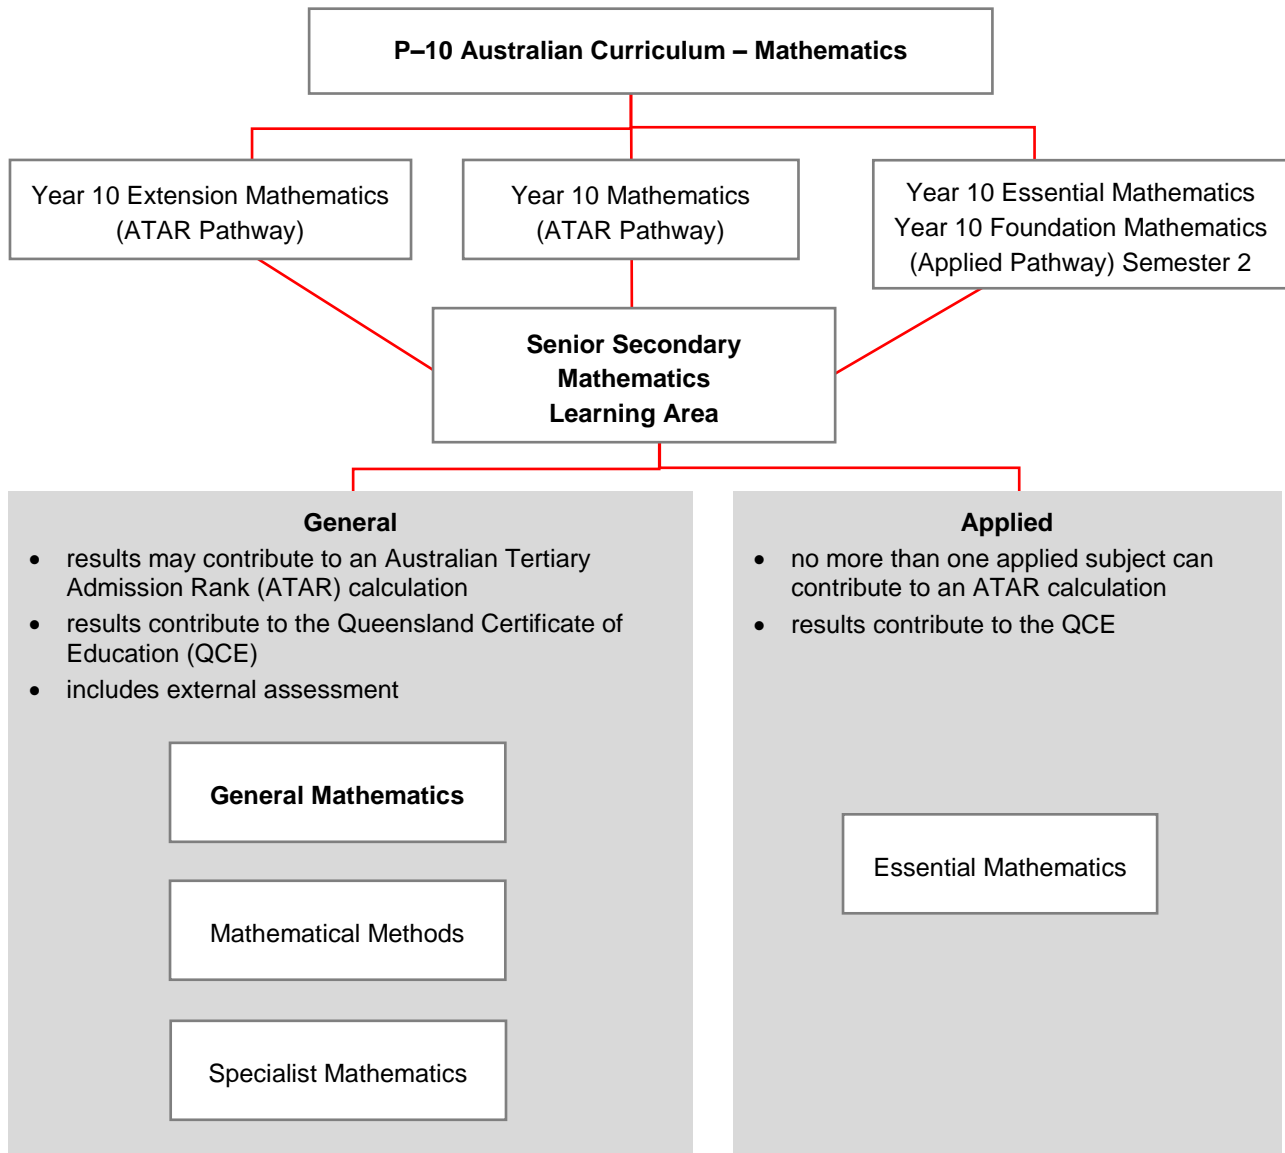 P–10 Australian Curriculum – Mathematics
Year 10 Extension Mathematics
(ATAR Pathway)
Year 10 Mathematics
(ATAR Pathway)
Year 10 Essential Mathematics
Year 10 Foundation Mathematics
(Applied Pathway) Semester 2
Senior Secondary
Mathematics
Learning Area
General
• results may contribute to an Australian Tertiary
Admission Rank (ATAR) calculation
• results contribute to the Queensland Certificate of
Education (QCE)
• includes external assessment
General Mathematics
Mathematical Methods
Specialist Mathematics
Applied
• no more than one applied subject can
contribute to an ATAR calculation
• results contribute to the QCE
Essential Mathematics